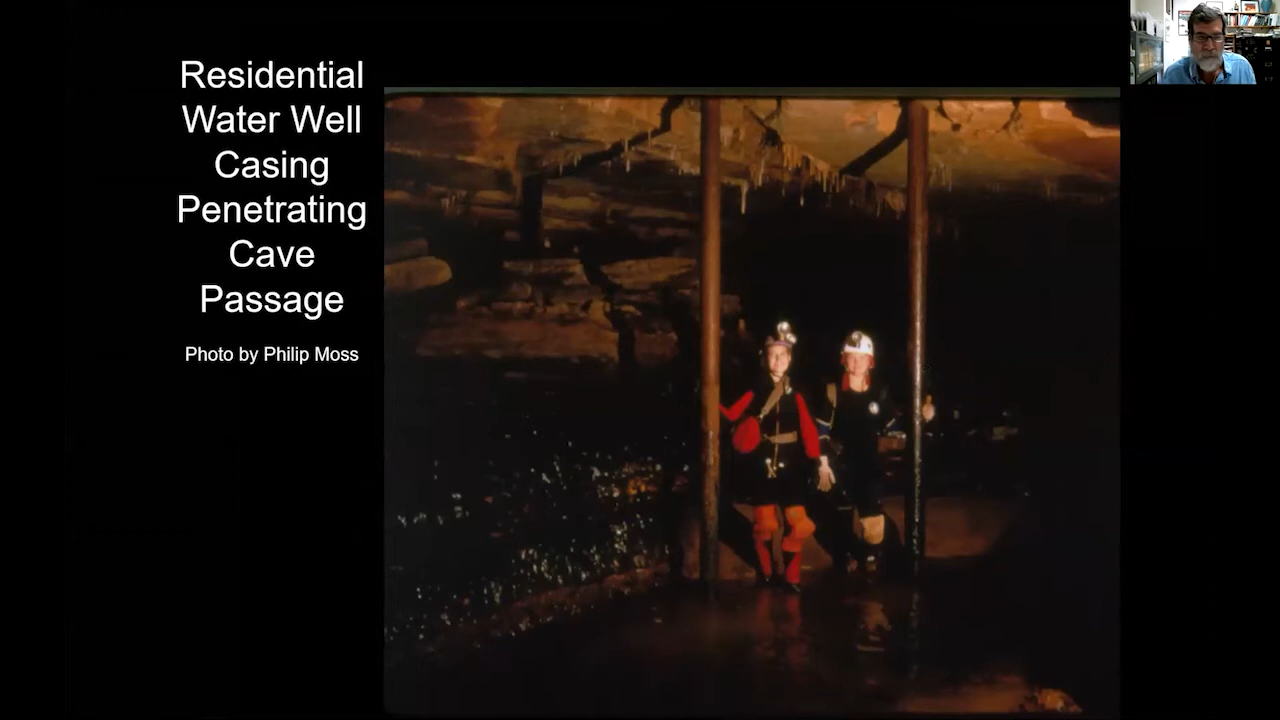 Residential
Water Well
Casing
Penetrating
Cave
Passage
Photo by Philip Moss